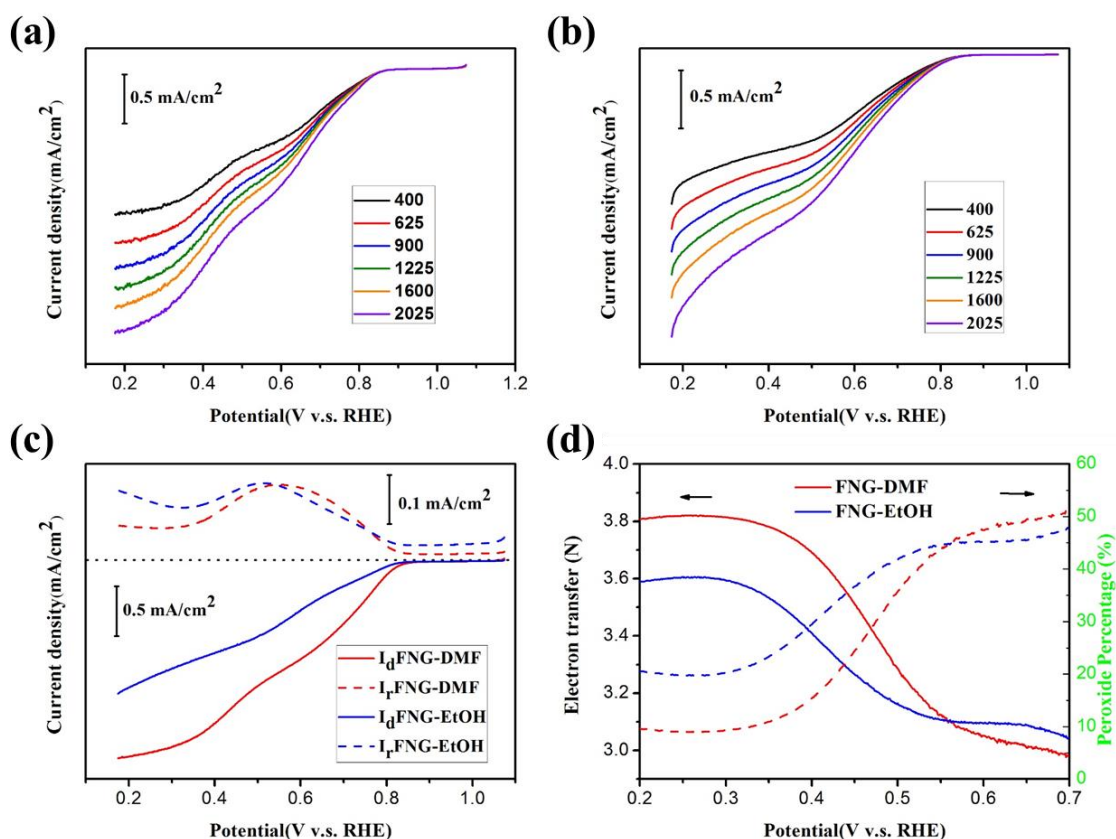 (a)
0.5 mA/cm²
Current density(mA/cm²)
400
625
900
1225
1600
2025
0.2 0.4 0.6 0.8 1.0 1.2
Potential(V v.s. RHE)
(b)
0.5 mA/cm²
Current density(mA/cm²)
400
625
900
1225
1600
2025
0.2 0.4 0.6 0.8 1.0
Potential(V v.s. RHE)
(c)
0.1 mA/cm²
0.5 mA/cm²
Current density(mA/cm²)
IdFNG-DMF
IrFNG-DMF
IdFNG-EtOH
IrFNG-EtOH
0.2 0.4 0.6 0.8 1.0
Potential(V v.s. RHE)
(d)
4.0
3.8
3.6
3.4
3.2
3.0
Electron transfer (N)
FNG-DMF
FNG-EtOH
60
50
40
30
20
10
0
Peroxide Percentage (%)
0.2 0.3 0.4 0.5 0.6 0.7
Potential(V v.s. RHE)